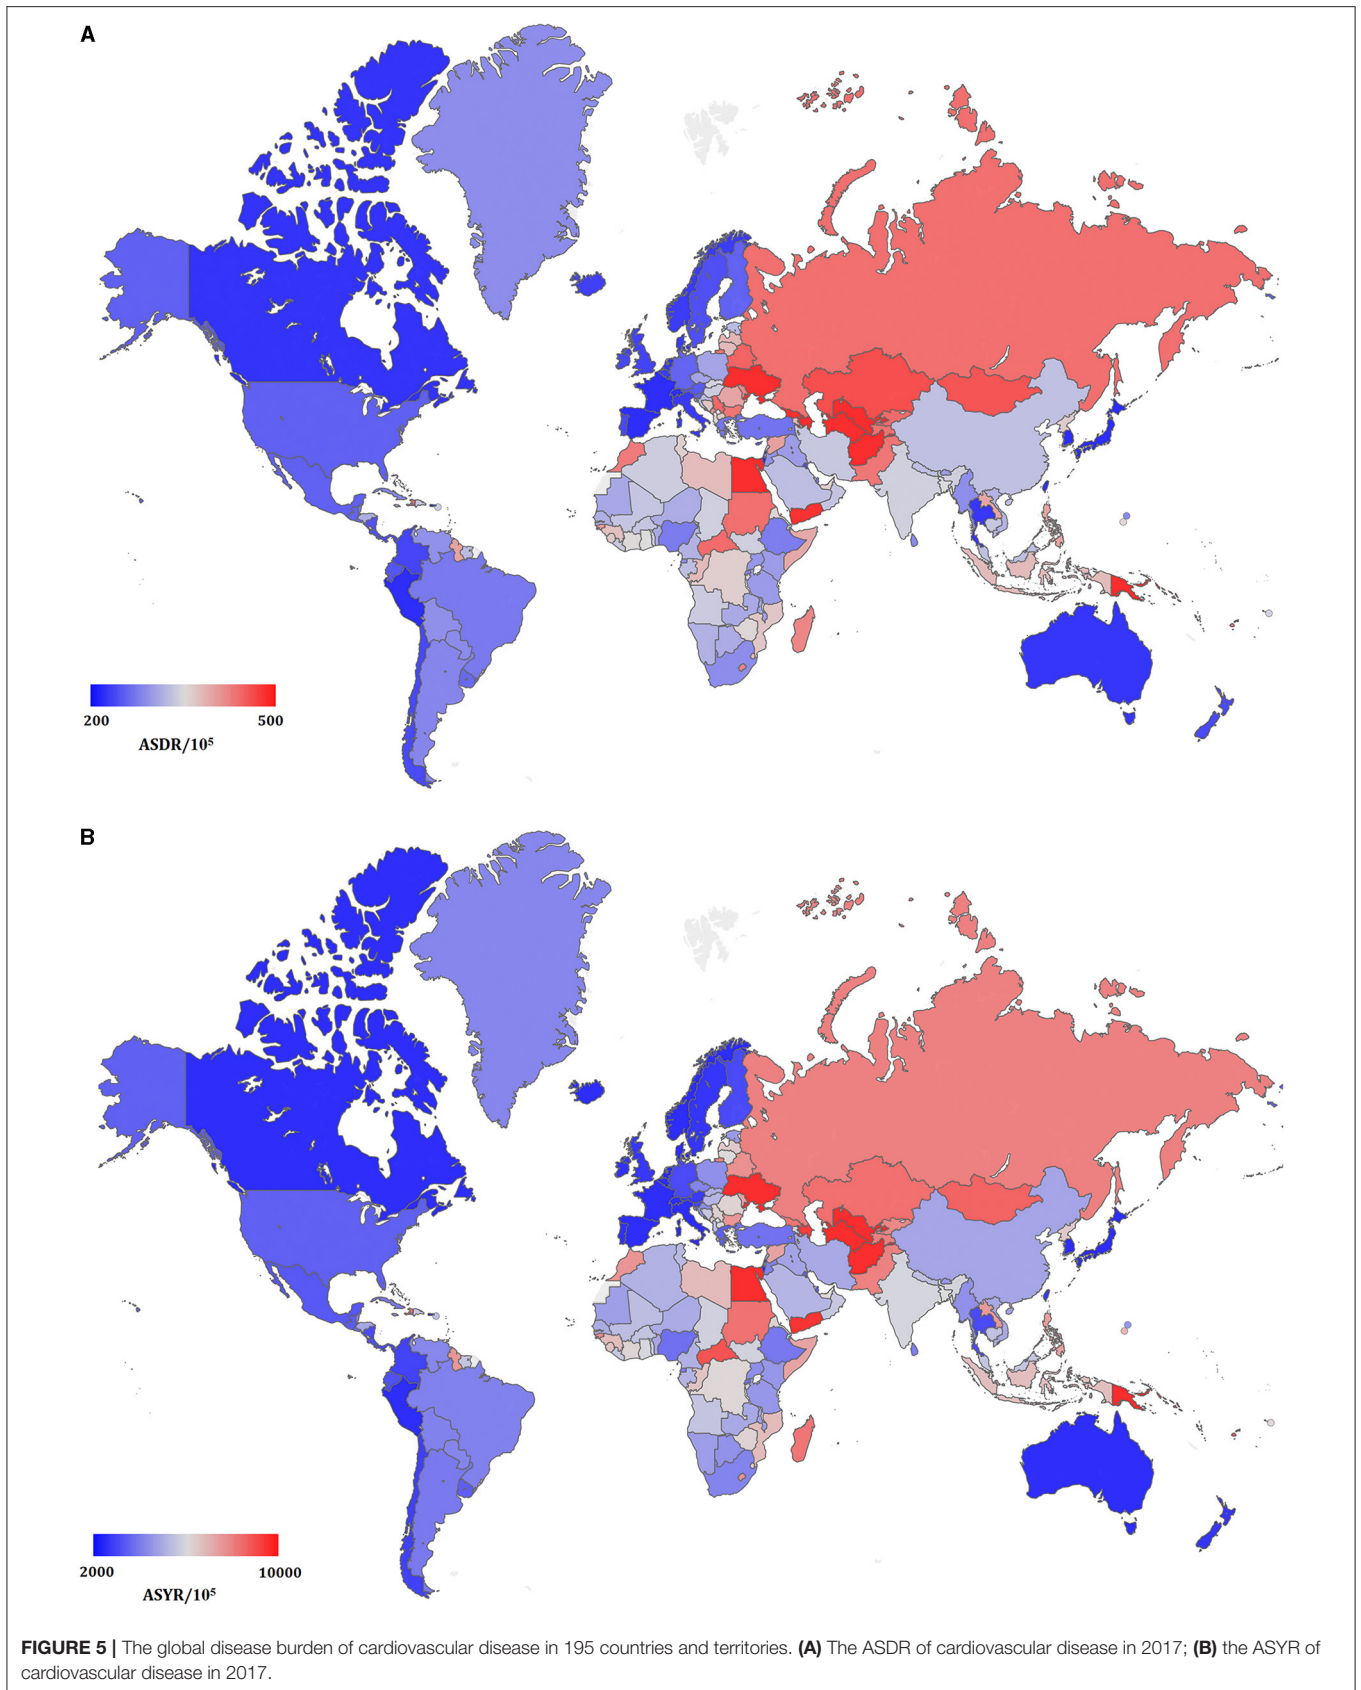 A
200 500
ASDR/10⁵
B
2000 10000
ASYR/10⁵
FIGURE 5 | The global disease burden of cardiovascular disease in 195 countries and territories. (A) The ASDR of cardiovascular disease in 2017; (B) the ASYR of
cardiovascular disease in 2017.